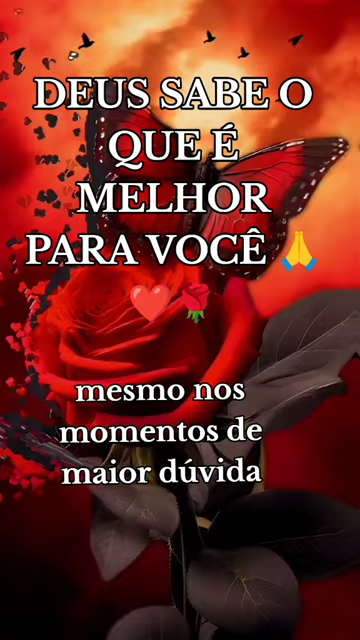 DEUS SABE O
QUE É
MELHOR
PARA VOCÊ 🙏
❤️🌹
mesmo nos
momentos de
maior dúvida